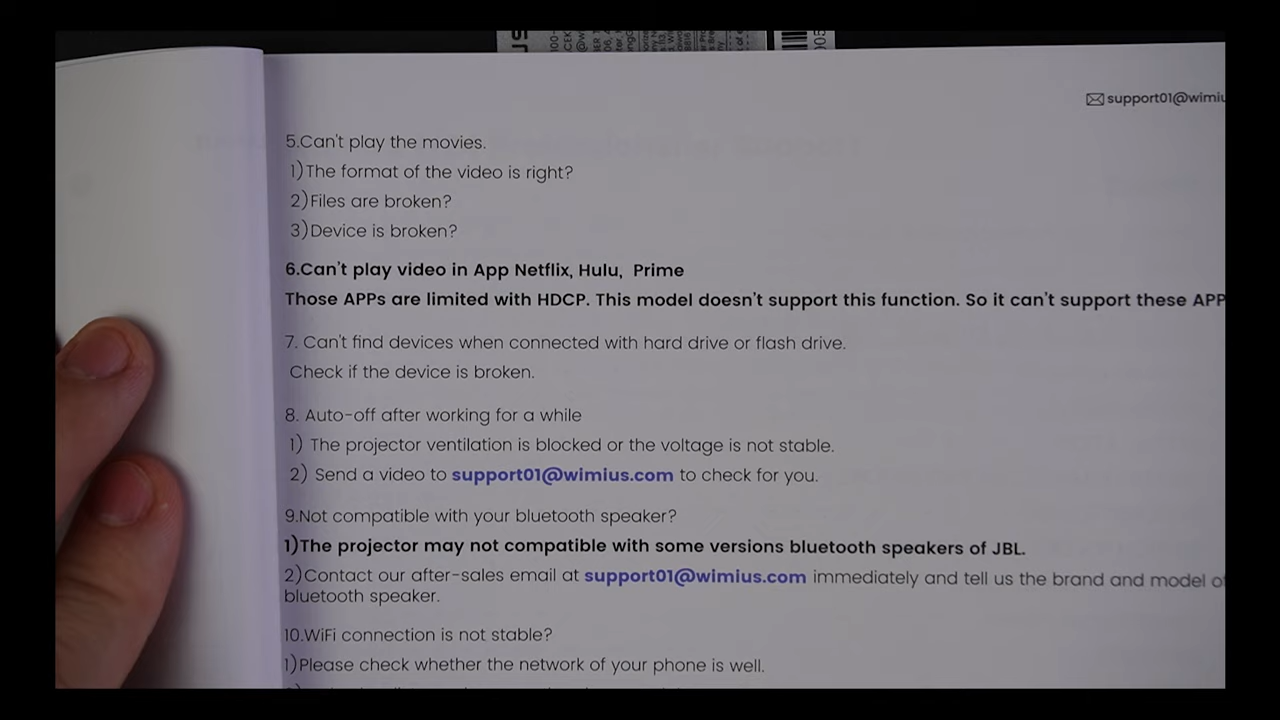 support01@wimiu
5.Can't play the movies.
1)The format of the video is right?
2)Files are broken?
3)Device is broken?
6.Can't play video in App Netflix, Hulu, Prime
Those APPs are limited with HDCP. This model doesn't support this function. So it can't support these APP
7. Can't find devices when connected with hard drive or flash drive.
Check if the device is broken.
8. Auto-off after working for a while
1) The projector ventilation is blocked or the voltage is not stable.
2) Send a video to support01@wimius.com to check for you.
9.Not compatible with your bluetooth speaker?
1)The projector may not compatible with some versions bluetooth speakers of JBL.
2)Contact our after-sales email at support01@wimius.com immediately and tell us the brand and model of
bluetooth speaker.
10.WiFi connection is not stable?
1)Please check whether the network of your phone is well.